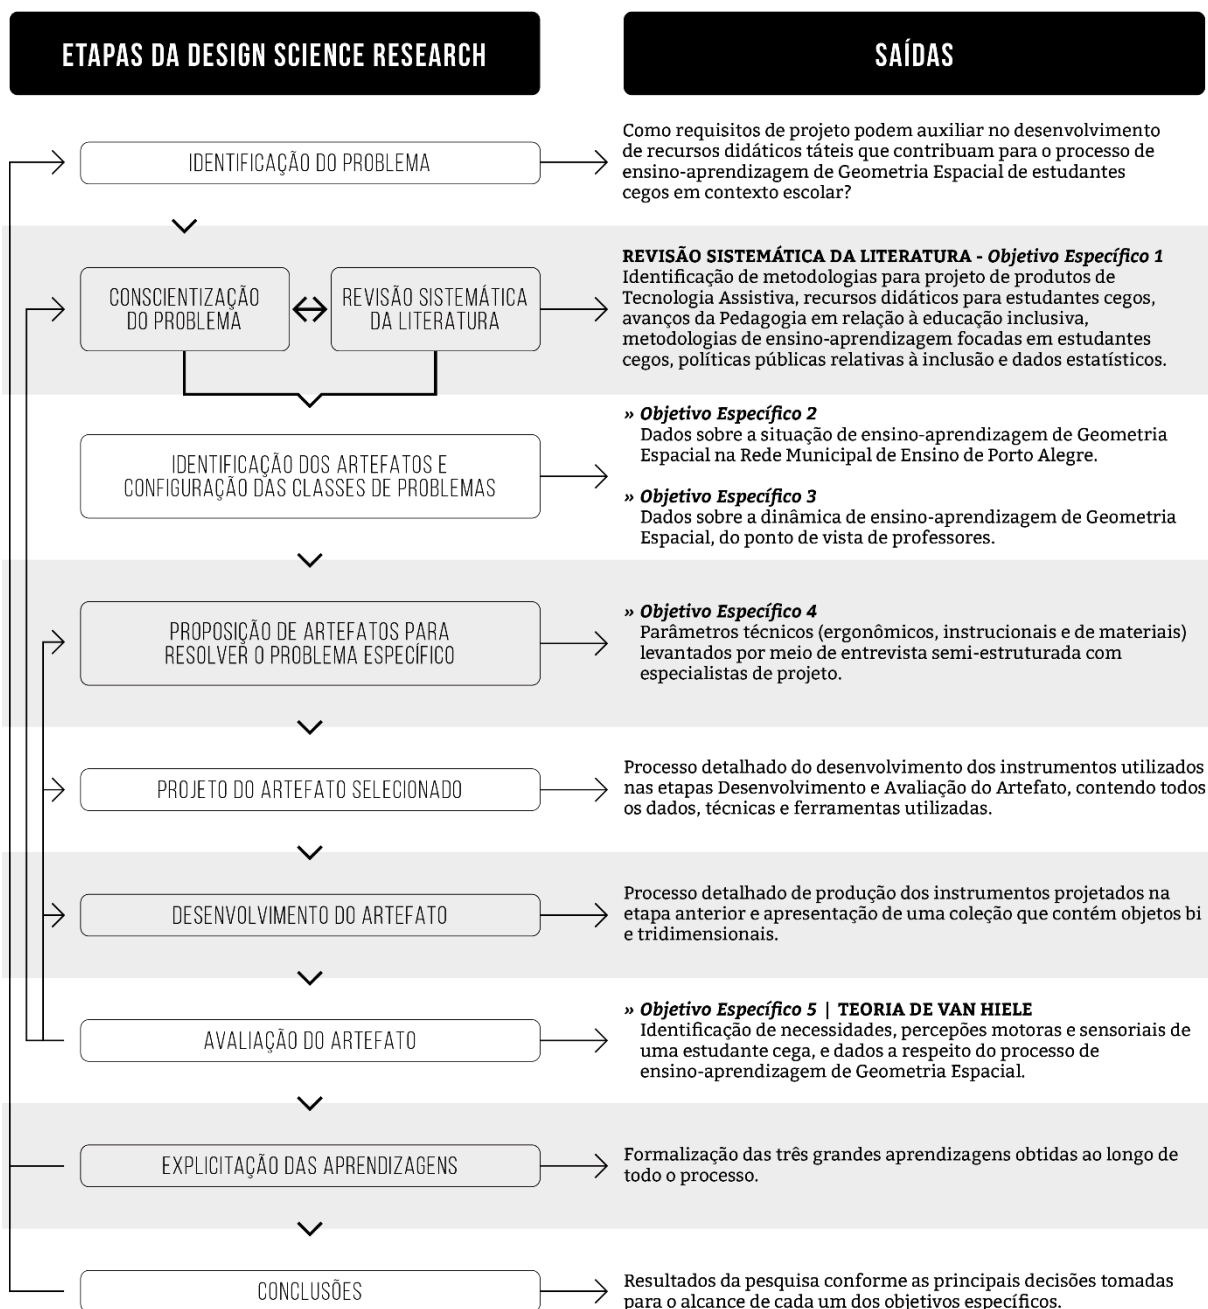 ETAPAS DA DESIGN SCIENCE RESEARCH
SAÍDAS
IDENTIFICAÇÃO DO PROBLEMA
Como requisitos de projeto podem auxiliar no desenvolvimento
de recursos didáticos táteis que contribuam para o processo de
ensino-aprendizagem de Geometria Espacial de estudantes
cegos em contexto escolar?
CONSCIENTIZAÇÃO
DO PROBLEMA
REVISÃO SISTEMÁTICA
DA LITERATURA
REVISÃO SISTEMÁTICA DA LITERATURA - Objetivo Específico 1
Identificação de metodologias para projeto de produtos de
Tecnologia Assistiva, recursos didáticos para estudantes cegos,
avanços da Pedagogia em relação à educação inclusiva,
metodologias de ensino-aprendizagem focadas em estudantes
cegos, políticas públicas relativas à inclusão e dados estatísticos.
IDENTIFICAÇÃO DOS ARTEFATOS E
CONFIGURAÇÃO DAS CLASSES DE PROBLEMAS
» Objetivo Específico 2
Dados sobre a situação de ensino-aprendizagem de Geometria
Espacial na Rede Municipal de Ensino de Porto Alegre.
» Objetivo Específico 3
Dados sobre a dinâmica de ensino-aprendizagem de Geometria
Espacial, do ponto de vista de professores.
PROPOSIÇÃO DE ARTEFATOS PARA
RESOLVER O PROBLEMA ESPECÍFICO
» Objetivo Específico 4
Parâmetros técnicos (ergonômicos, instrucionais e de materiais)
levantados por meio de entrevista semi-estruturada com
especialistas de projeto.
PROJETO DO ARTEFATO SELECIONADO
Processo detalhado do desenvolvimento dos instrumentos utilizados
nas etapas Desenvolvimento e Avaliação do Artefato, contendo todos
os dados, técnicas e ferramentas utilizadas.
DESENVOLVIMENTO DO ARTEFATO
Processo detalhado de produção dos instrumentos projetados na
etapa anterior e apresentação de uma coleção que contém objetos bi
e tridimensionais.
AVALIAÇÃO DO ARTEFATO
» Objetivo Específico 5 | TEORIA DE VAN HIELE
Identificação de necessidades, percepões motoras e sensoriais de
uma estudante cega, e dados a respeito do processo de
ensino-aprendizagem de Geometria Espacial.
EXPLICITAÇÃO DAS APRENDIZAGENS
Formalização das três grandes aprendizagens obtidas ao longo de
todo o processo.
CONCLUSÕES
Resultados da pesquisa conforme as principais decisões tomadas
para o alcance de cada um dos objetivos específicos.